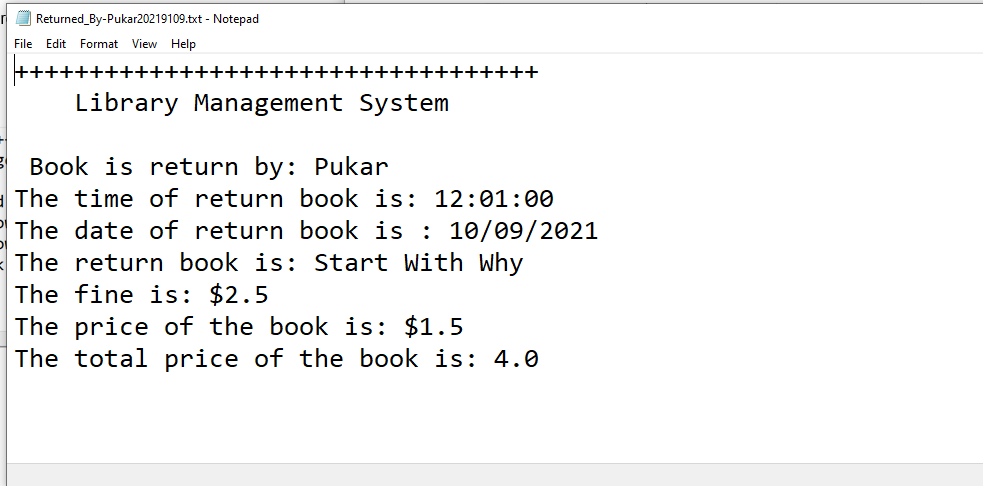 Returned_By-Pukar20219109.txt - Notepad
File Edit Format View Help
+++++++++++++++++++++++++++++++++++
Library Management System
Book is return by: Pukar
The time of return book is: 12:01:00
The date of return book is : 10/09/2021
The return book is: Start With Why
The fine is: $2.5
The price of the book is: $1.5
The total price of the book is: 4.0